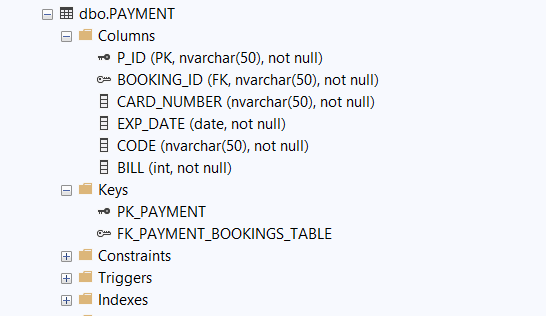 dbo.PAYMENT
Columns
P_ID (PK, nvarchar(50), not null)
BOOKING_ID (FK, nvarchar(50), not null)
CARD_NUMBER (nvarchar(50), not null)
EXP_DATE (date, not null)
CODE (nvarchar(50), not null)
BILL (int, not null)
Keys
PK_PAYMENT
FK_PAYMENT_BOOKINGS_TABLE
Constraints
Triggers
Indexes